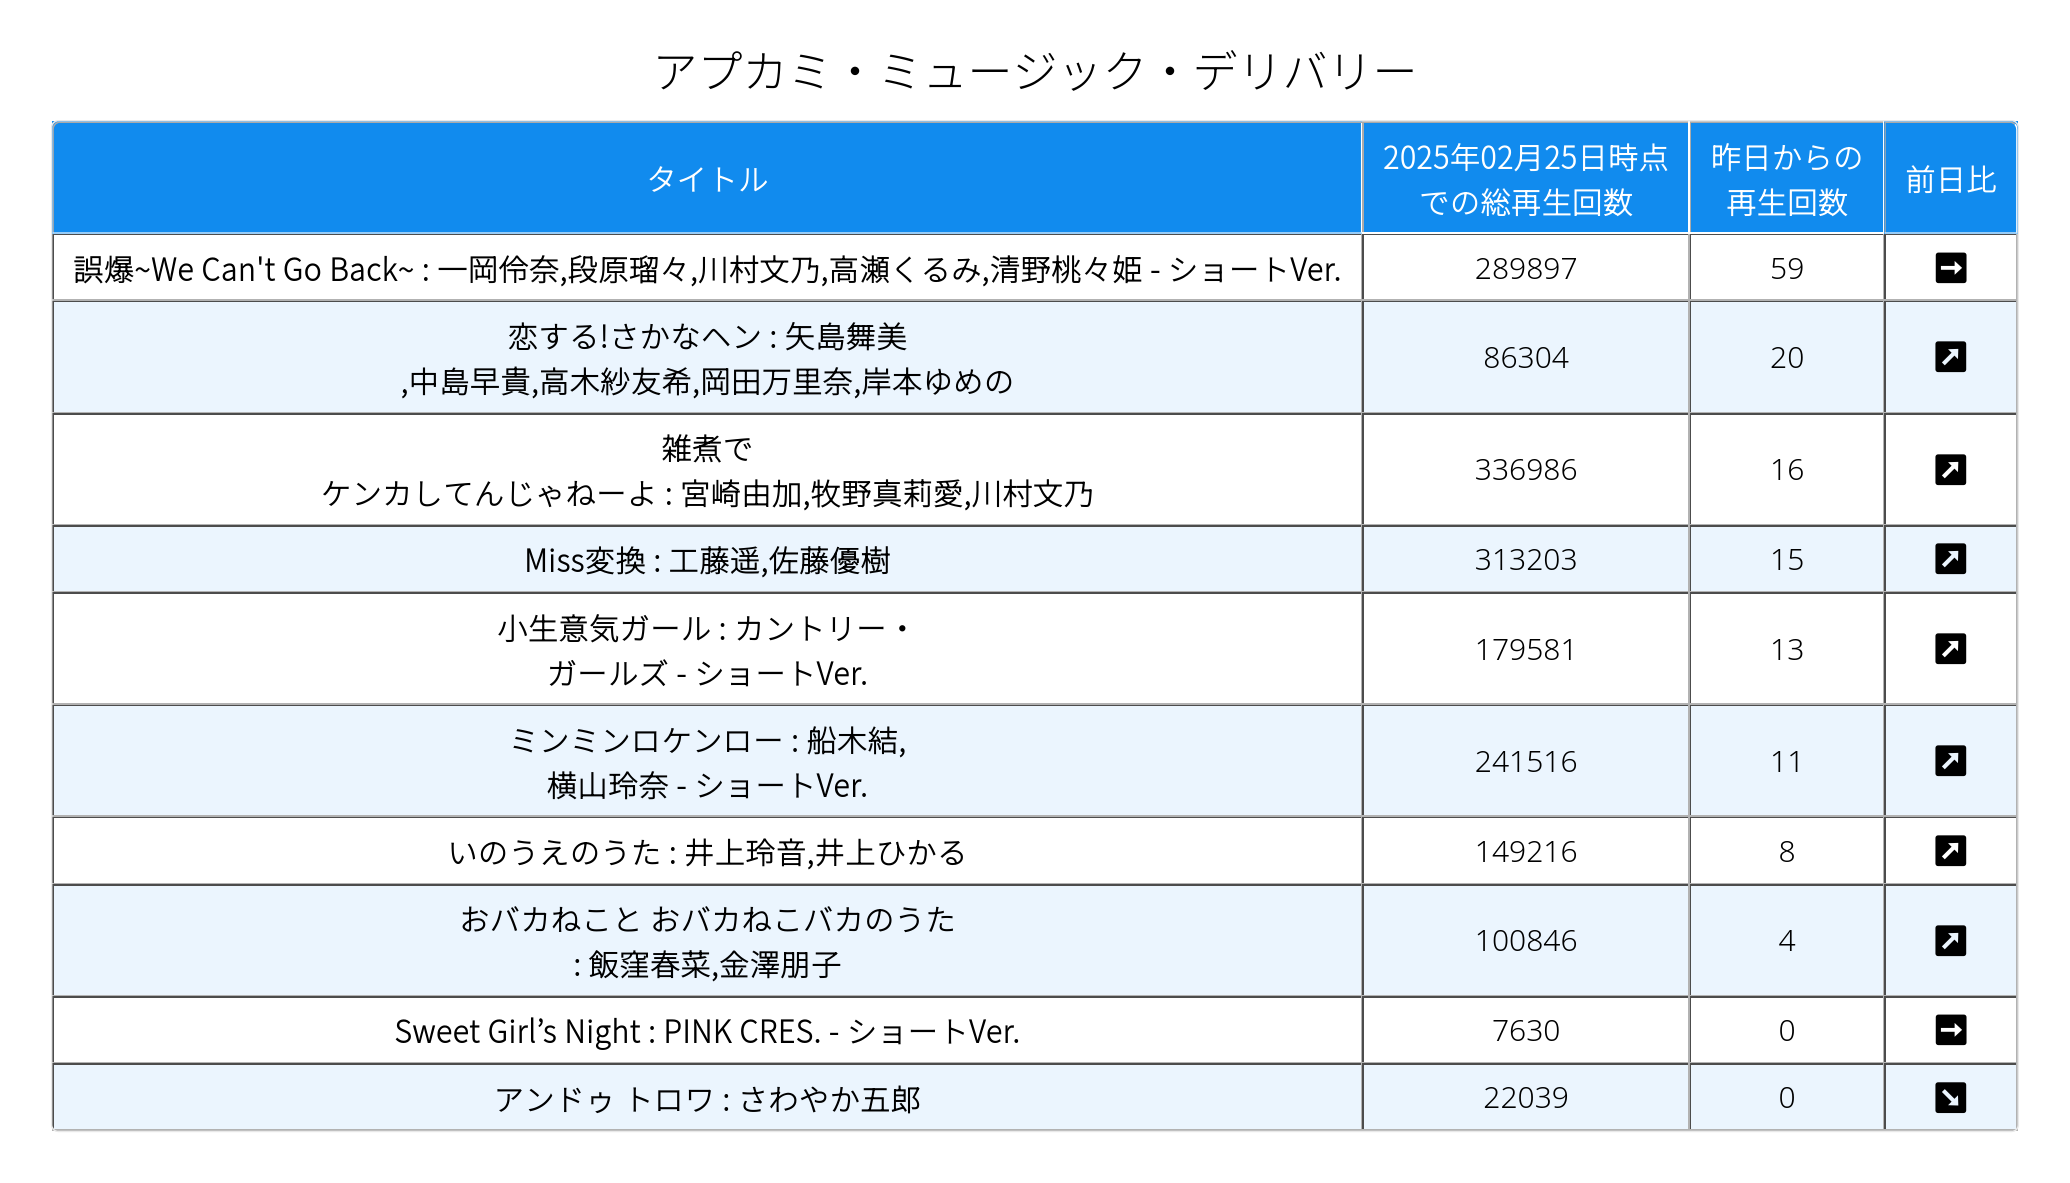 アプカミ・ミュージック・デリバリー
タイトル
2025年02月25日時点
での総再生回数
昨日からの
再生回数
前日比
誤爆~We Can't Go Back~ : 一岡伶奈,段原瑠々,川村文乃,高瀬くるみ,清野桃々姫 - ショートVer.
289897
59
恋する!さかなヘン : 矢島舞美
,中島早貴,高木紗友希,岡田万里奈,岸本ゆめの
86304
20
雑煮で
ケンカしてんじゃねーよ : 宮崎由加,牧野真莉愛,川村文乃
336986
16
Miss変換 : 工藤遥,佐藤優樹
313203
15
小生意気ガール : カントリー・
ガールズ - ショートVer.
179581
13
ミンミンロケンロー : 船木結,
横山玲奈 - ショートVer.
241516
11
いのうえのうた : 井上玲音,井上ひかる
149216
8
おバカねこと おバカねこバカのうた
: 飯窪春菜,金澤朋子
100846
4
Sweet Girl’s Night : PINK CRES. - ショートVer.
7630
0
アンドゥ トロワ : さわやか五郎
22039
0